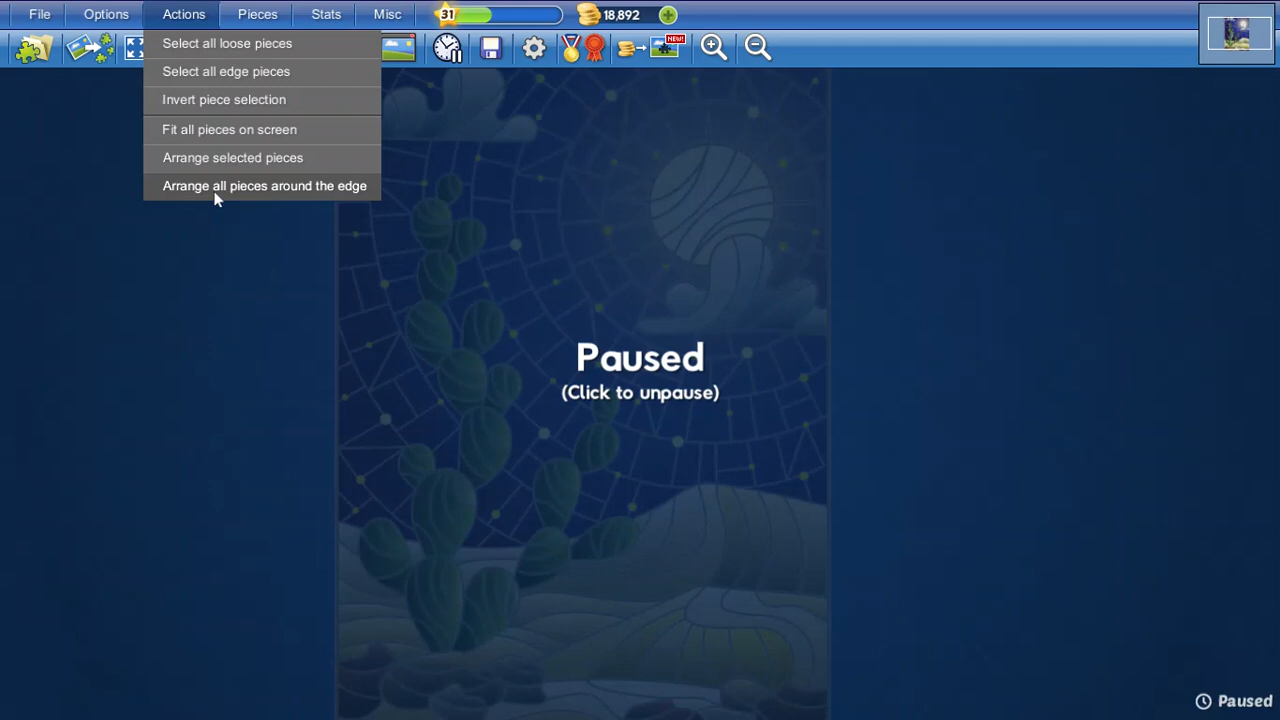 File Options Actions Pieces Stats Misc 31 18,892
NEW!
Select all loose pieces
Select all edge pieces
Invert piece selection
Fit all pieces on screen
Arrange selected pieces
Arrange all pieces around the edge
Paused
(Click to unpause)
Paused